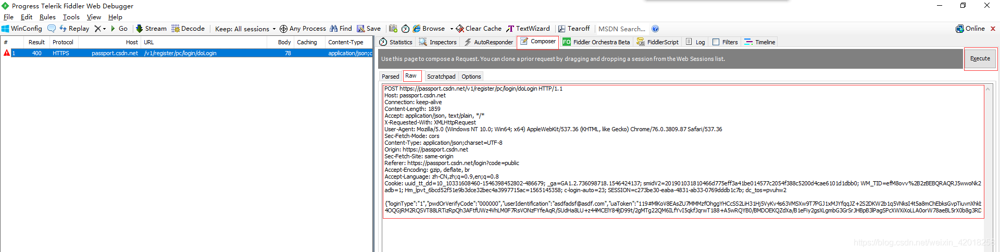 Progress Telerik Fiddler Web Debugger
File Edit Rules Tools View Help
WinConfig Replay Go Stream Decode Keep: All sessions Any Process Find Save Browse Clear Cache TextWizard Tearoff MSDN Search... Online
# Result Protocol Host URL Body Caching Content-Type
1 400 HTTPS passport.csdn.net /v1/register/pc/login/doLogin 78 application/json;c
Statistics Inspectors AutoResponder Composer FO Fiddler Orchestra Beta FiddlerScript Log Filters Timeline
Use this page to compose a Request. You can clone a prior request by dragging and dropping a session from the Web Sessions list.
Execute
Parsed Raw Scratchpad Options
POST https://passport.csdn.net/v1/register/pc/login/doLogin HTTP/1.1
Host: passport.csdn.net
Connection: keep-alive
Content-Length: 1859
Accept: application/json, text/plain, */*
X-Requested-With: XMLHttpRequest
User-Agent: Mozilla/5.0 (Windows NT 10.0; Win64; x64) AppleWebKit/537.36 (KHTML, like Gecko) Chrome/76.0.3809.87 Safari/537.36
Sec-Fetch-Mode: cors
Content-Type: application/json;charset=UTF-8
Origin: https://passport.csdn.net
Sec-Fetch-Site: same-origin
Referer: https://passport.csdn.net/login?code=public
Accept-Encoding: gzip, deflate, br
Accept-Language: zh-CN,zh;q=0.9,en;q=0.8
Cookie: uuid_tt_dd=10_10331608460-1546398452802-486679; _ga=GA1.2.736098718.1546424137; smidV2=201901031810466d775eff3a41be014577c2054f388c5200d4cae6101d1dbb0; WM_TID=efM8ovv%2B2zBEBQRAQRJ5wwoNk2
adb=1; Hm_lpvt_6bcd52f51e9b3dce32bec4a3997715ac=1565145358; c-login-auto=23; SESSION=c273be30-eaba-4831-ab33-0769dddb1c7b; dc_tos=pvuhw2
{"loginType":"1","pwdOrVerifyCode":"000000","userIdentification":"asdfadsf@asdf.com","uaToken":"119#MlKoV8EAsZU7MMMzfOhggYHCcSS2LiH31Hj5VyKv4s63VMSXw9T7PGJ1xMJYfqqJZ+2S2DKW2b1q5VNksI4t5a8mChEbksGvpTiuvnXhkb
4OQGjRM2RQSVT88LRTizRpQh3AFtfUWz4VhLM0F7RsVONzFYfeAqR/SUdHa8LU+z44MCElY84ljD99t/2gMTg22QM6ILfYvI5qkfJqrwT188+A5wRQYB0/BMDOEKQZdXa/B1eFiy2gsXLgmbG3GrSrJHBpB3lPagSPcXWXiXoLLA0orW78aeBL5rX0b8g3RD
https://blog.csdn.net/weixin_42018258